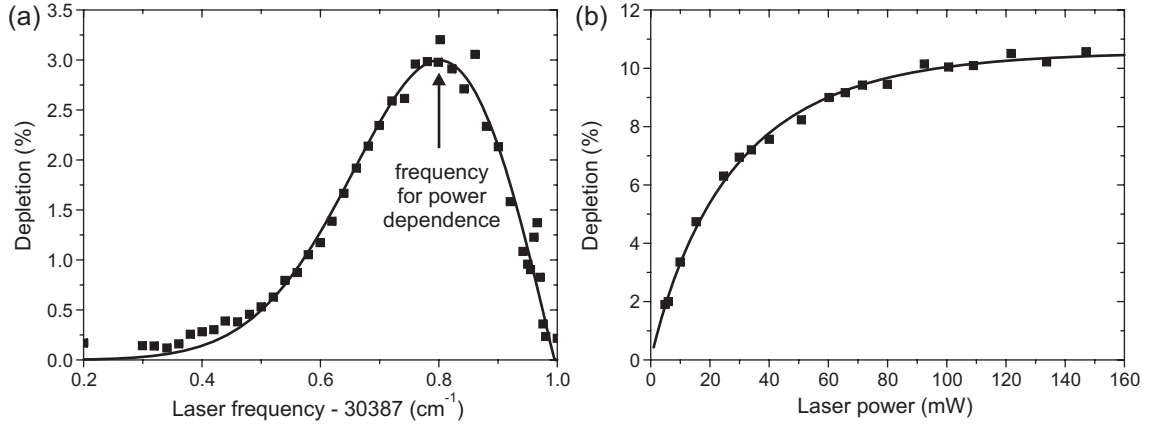 (a)
3.5
3.0
2.5
2.0
1.5
1.0
0.5
0.0
Depletion (%)
frequency
for power
dependence
0.2 0.4 0.6 0.8 1.0
Laser frequency - 30387 (cm⁻¹)
(b)
12
10
8
6
4
2
0
Depletion (%)
0 20 40 60 80 100 120 140 160
Laser power (mW)